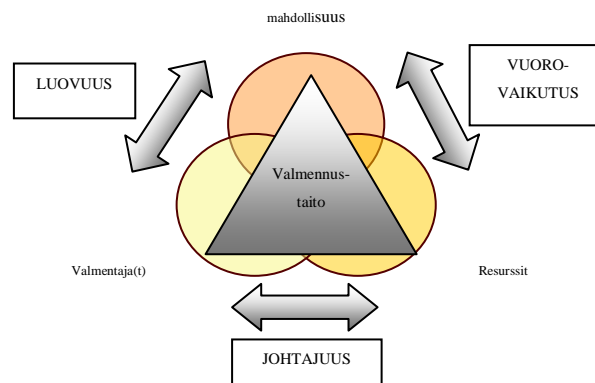 mahdollisuus
LUOVUUS
VUORO-
VAIKUTUS
Valmennus-
taito
Valmentaja(t)
Resurssit
JOHTAJUUS